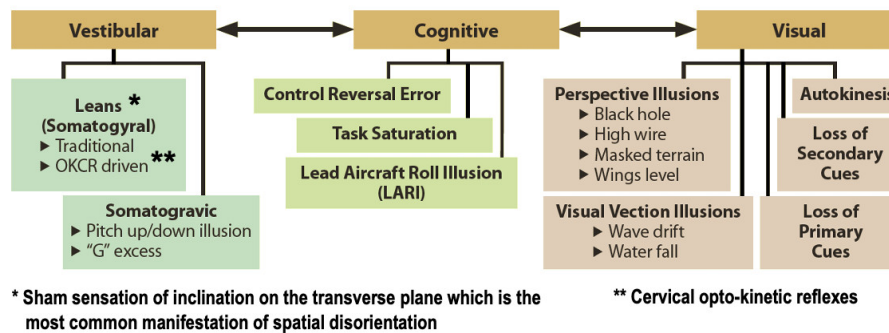 Vestibular
Cognitive
Visual
Leans *
(Somatogyral)
▶ Traditional
▶ OKCR driven **
Somatogravic
▶ Pitch up/down illusion
▶ “G” excess
Control Reversal Error
Task Saturation
Lead Aircraft Roll Illusion
(LARI)
Perspective Illusions
▶ Black hole
▶ High wire
▶ Masked terrain
▶ Wings level
Visual Vection Illusions
▶ Wave drift
▶ Water fall
Autokinesis
Loss of
Secondary
Cues
Loss of
Primary
Cues
* Sham sensation of inclination on the transverse plane which is the
most common manifestation of spatial disorientation
** Cervical opto-kinetic reflexes